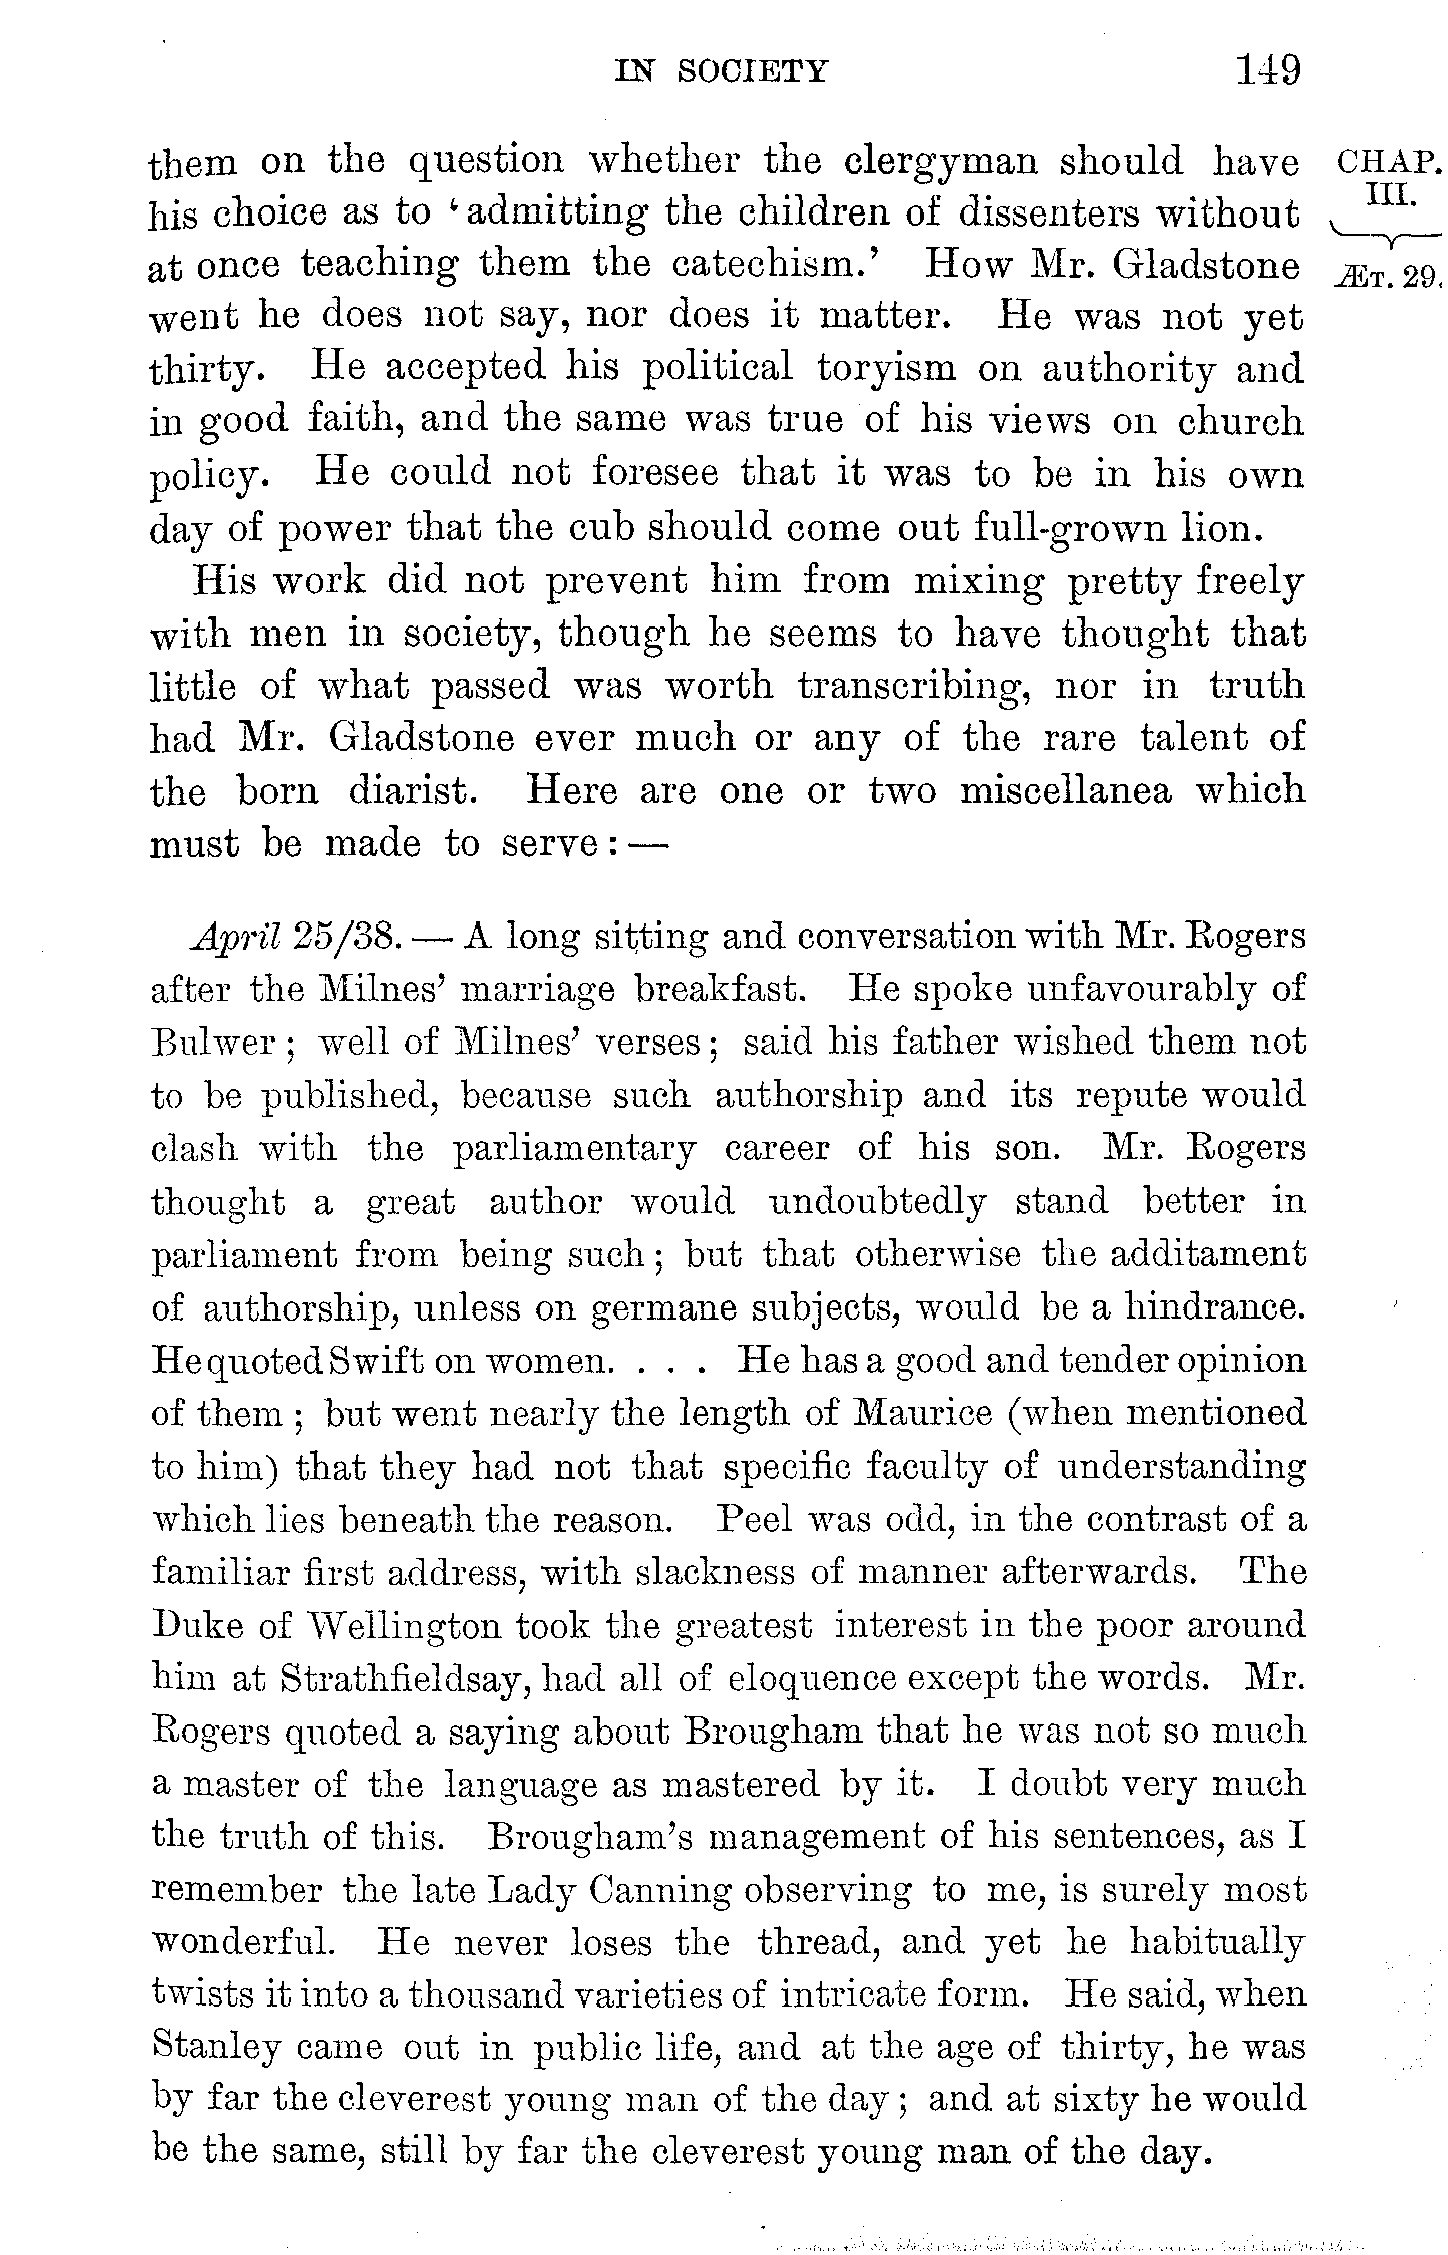 IN SOCIETY 149
them on the question whether the clergyman should have
CHAP.
III.
his choice as to ‘admitting the children of dissenters without
at once teaching them the catechism.’ How Mr. Gladstone
ÆT. 29.
went he does not say, nor does it matter. He was not yet
thirty. He accepted his political toryism on authority and
in good faith, and the same was true of his views on church
policy. He could not foresee that it was to be in his own
day of power that the cub should come out full-grown lion.
His work did not prevent him from mixing pretty freely
with men in society, though he seems to have thought that
little of what passed was worth transcribing, nor in truth
had Mr. Gladstone ever much or any of the rare talent of
the born diarist. Here are one or two miscellanea which
must be made to serve: —
April 25/38. — A long sitting and conversation with Mr. Rogers
after the Milnes’ marriage breakfast. He spoke unfavourably of
Bulwer; well of Milnes’ verses; said his father wished them not
to be published, because such authorship and its repute would
clash with the parliamentary career of his son. Mr. Rogers
thought a great author would undoubtedly stand better in
parliament from being such; but that otherwise the additament
of authorship, unless on germane subjects, would be a hindrance.
He quoted Swift on women. . . . He has a good and tender opinion
of them; but went nearly the length of Maurice (when mentioned
to him) that they had not that specific faculty of understanding
which lies beneath the reason. Peel was odd, in the contrast of a
familiar first address, with slackness of manner afterwards. The
Duke of Wellington took the greatest interest in the poor around
him at Strathfieldsay, had all of eloquence except the words. Mr.
Rogers quoted a saying about Brougham that he was not so much
a master of the language as mastered by it. I doubt very much
the truth of this. Brougham’s management of his sentences, as I
remember the late Lady Canning observing to me, is surely most
wonderful. He never loses the thread, and yet he habitually
twists it into a thousand varieties of intricate form. He said, when
Stanley came out in public life, and at the age of thirty, he was
by far the cleverest young man of the day; and at sixty he would
be the same, still by far the cleverest young man of the day.